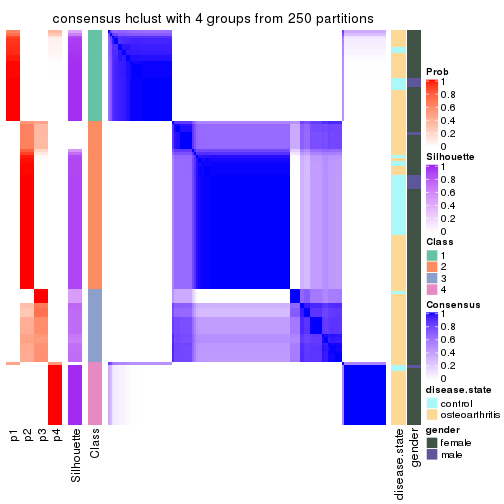 consensus hclust with 4 groups from 250 partitions
Prob
1
0.8
0.6
0.4
0.2
0
Silhouette
1
0.8
0.6
0.4
0.2
0
Class
1
2
3
4
Consensus
1
0.8
0.6
0.4
0.2
0
disease.state
control
osteoarthritis
gender
female
male
p1
p2
p3
p4
Silhouette
Class
disease.state
gender